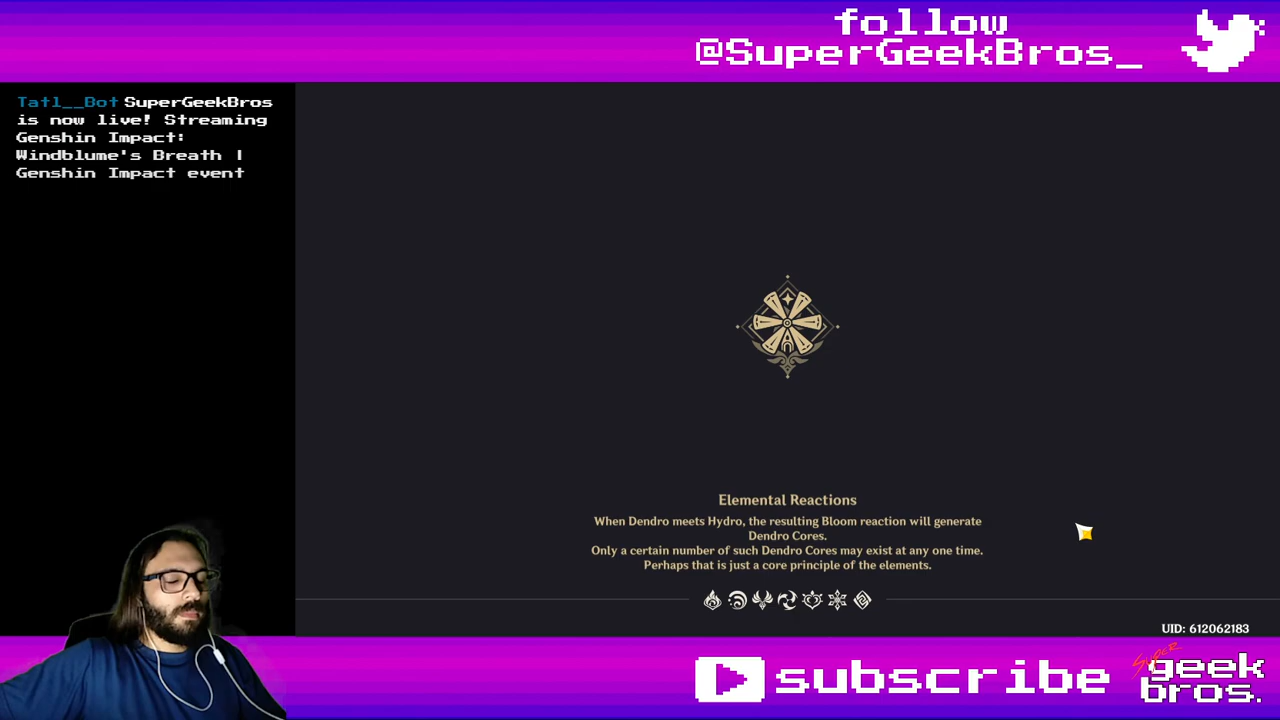 follow
@SuperGeekBros_
Tatl__Bot SuperGeekBros
is now live! Streaming
Genshin Impact:
Windblume's Breath |
Genshin Impact event
Elemental Reactions
When Dendro meets Hydro, the resulting Bloom reaction will generate
Dendro Cores.
Only a certain number of such Dendro Cores may exist at any one time.
Perhaps that is just a core principle of the elements.
UID: 612062183
subscribe
SUPER
geek
bros.